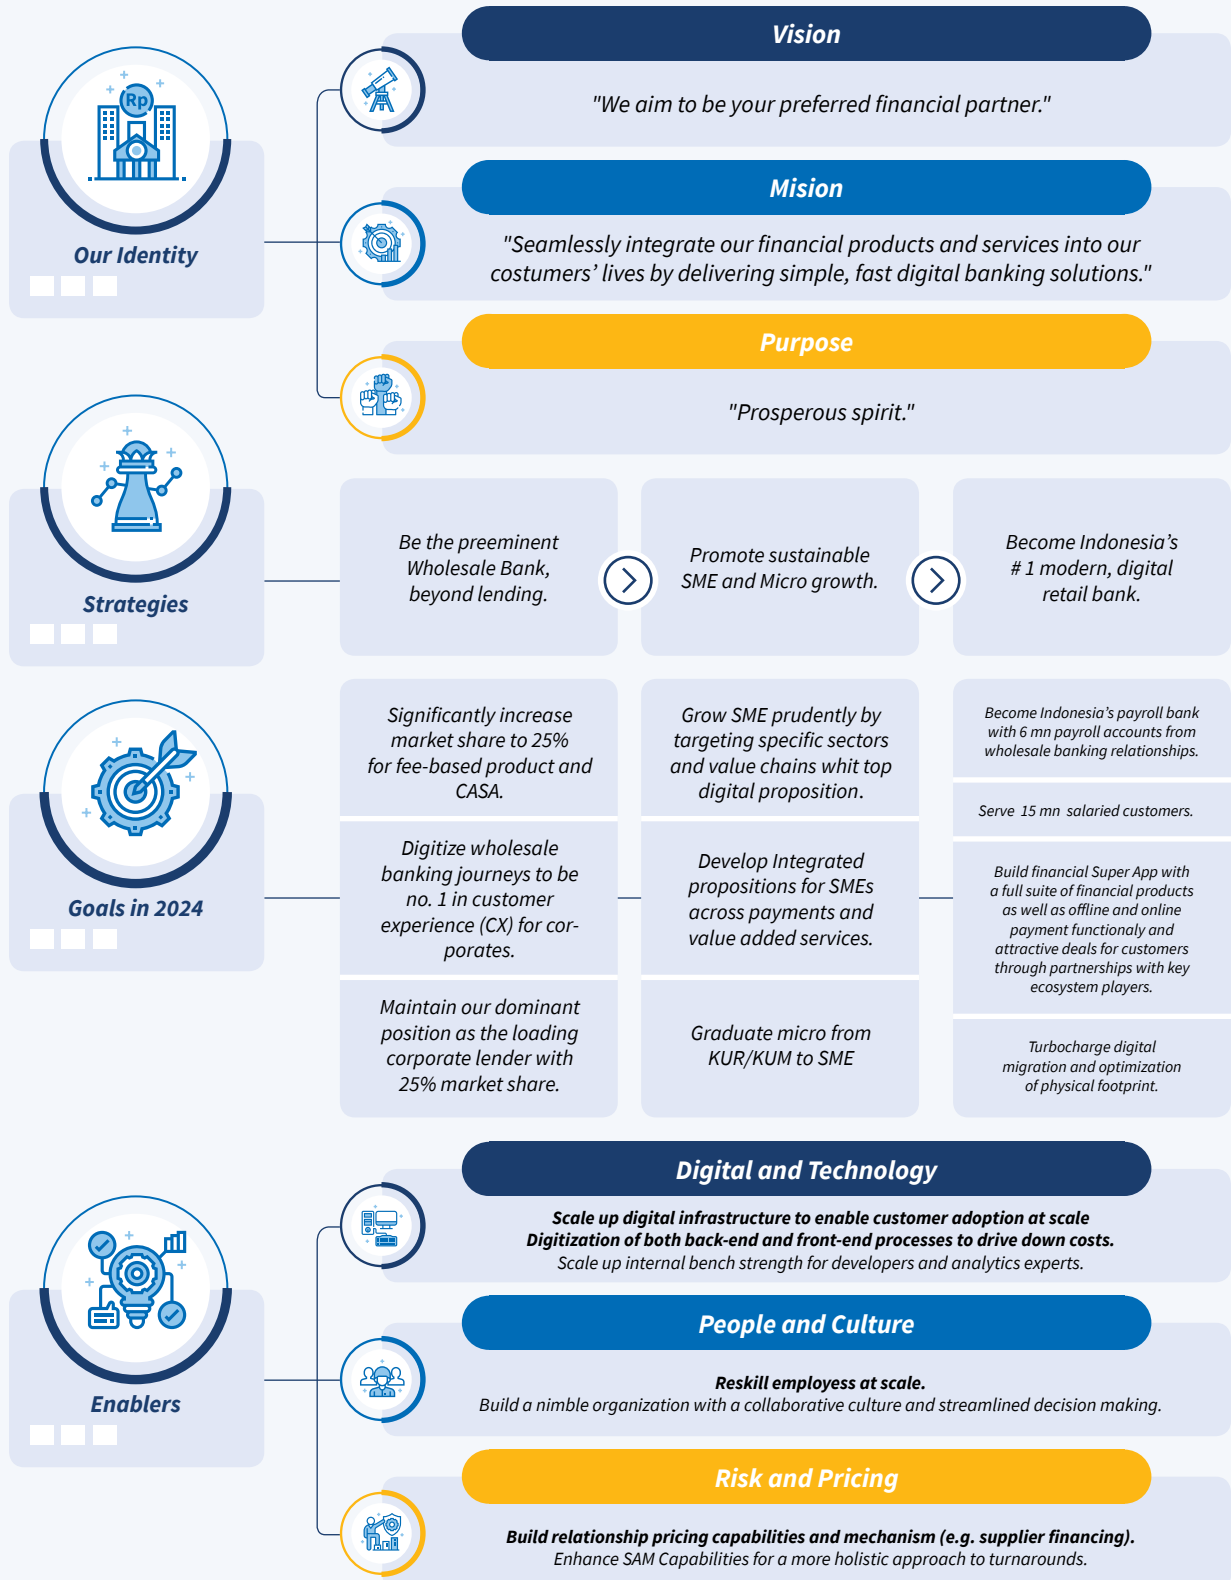 Rp
Our Identity
Vision
"We aim to be your preferred financial partner."
Mision
"Seamlessly integrate our financial products and services into our
costumers’ lives by delivering simple, fast digital banking solutions."
Purpose
"Prosperous spirit."
Strategies
Be the preeminent
Wholesale Bank,
beyond lending.
Promote sustainable
SME and Micro growth.
Become Indonesia’s
# 1 modern, digital
retail bank.
Goals in 2024
Significantly increase
market share to 25%
for fee-based product and
CASA.
Digitize wholesale
banking journeys to be
no. 1 in customer
experience (CX) for cor-
porates.
Maintain our dominant
position as the loading
corporate lender with
25% market share.
Grow SME prudently by
targeting specific sectors
and value chains whit top
digital proposition.
Develop Integrated
propositions for SMEs
across payments and
value added services.
Graduate micro from
KUR/KUM to SME
Become Indonesia’s payroll bank
with 6 mn payroll accounts from
wholesale banking relationships.
Serve 15 mn salaried customers.
Build financial Super App with
a full suite of financial products
as well as offline and online
payment functionaly and
attractive deals for customers
through partnerships with key
ecosystem players.
Turbocharge digital
migration and optimization
of physical footprint.
Enablers
Digital and Technology
Scale up digital infrastructure to enable customer adoption at scale
Digitization of both back-end and front-end processes to drive down costs.
Scale up internal bench strength for developers and analytics experts.
People and Culture
Reskill employess at scale.
Build a nimble organization with a collaborative culture and streamlined decision making.
Risk and Pricing
Build relationship pricing capabilities and mechanism (e.g. supplier financing).
Enhance SAM Capabilities for a more holistic approach to turnarounds.